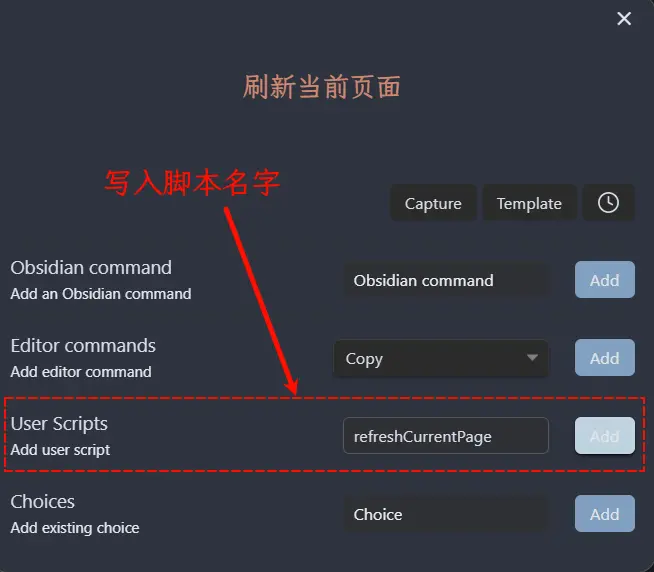 刷新当前页面
写入脚本名字
Capture
Template
Obsidian command
Add an Obsidian command
Obsidian command
Add
Editor commands
Add editor command
Copy
Add
User Scripts
Add user script
refreshCurrentPage
Add
Choices
Add existing choice
Choice
Add